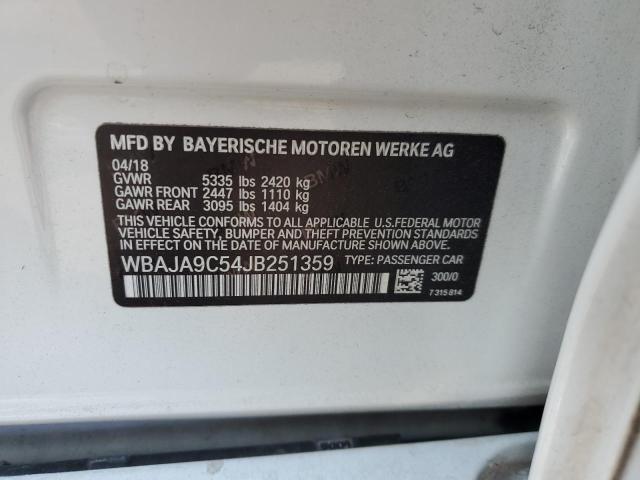 MFD BY BAYERISCHE MOTOREN WERKE AG
04/18
GVWR 5335 lbs 2420 kg
GAWR FRONT 2447 lbs 1110 kg
GAWR REAR 3095 lbs 1404 kg
THIS VEHICLE CONFORMS TO ALL APPLICABLE U.S.FEDERAL MOTOR
VEHICLE SAFETY, BUMPER AND THEFT PREVENTION STANDARDS
IN EFFECT ON THE DATE OF MANUFACTURE SHOWN ABOVE.
WBAJA9C54JB251359 TYPE: PASSENGER CAR
300/0
7 315 814